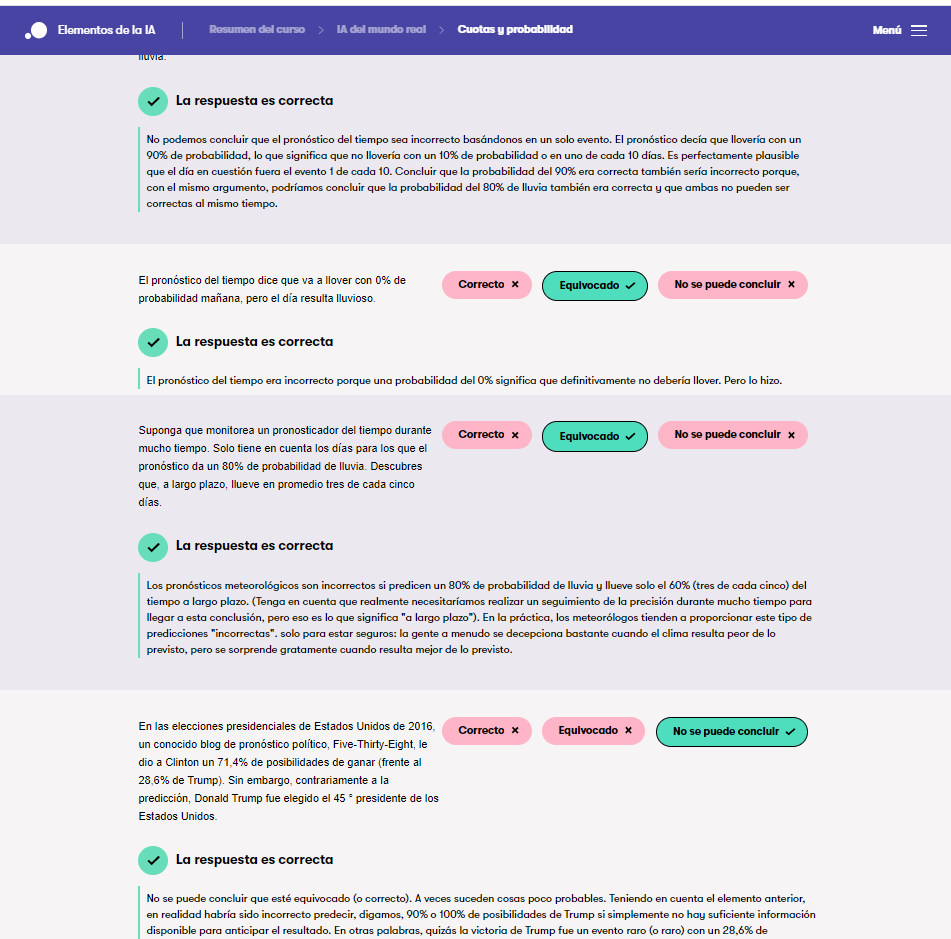 Elementos de la IA
Resumen del curso > IA del mundo real > Cuotas y probabilidad
Menú
lluvia.
La respuesta es correcta
No podemos concluir que el pronóstico del tiempo sea incorrecto basándonos en un solo evento. El pronóstico decía que llovería con un
90% de probabilidad, lo que significa que no llovería con un 10% de probabilidad o en uno de cada 10 días. Es perfectamente plausible
que el día en cuestión fuera el evento 1 de cada 10. Concluir que la probabilidad del 90% era correcta también sería incorrecto porque,
con el mismo argumento, podríamos concluir que la probabilidad del 80% de lluvia también era correcta y que ambas no pueden ser
correctas al mismo tiempo.
El pronóstico del tiempo dice que va a llover con 0% de
probabilidad mañana, pero el día resulta lluvioso.
Correcto ×
Equivocado ✓
No se puede concluir ×
La respuesta es correcta
El pronóstico del tiempo era incorrecto porque una probabilidad del 0% significa que definitivamente no debería llover. Pero lo hizo.
Suponga que monitorea un pronosticador del tiempo durante
mucho tiempo. Solo tiene en cuenta los días para los que el
pronóstico da un 80% de probabilidad de lluvia. Descubres
que, a largo plazo, llueve en promedio tres de cada cinco
días.
Correcto ×
Equivocado ✓
No se puede concluir ×
La respuesta es correcta
Los pronósticos meteorológicos son incorrectos si predicen un 80% de probabilidad de lluvia y llueve solo el 60% (tres de cada cinco) del
tiempo a largo plazo. (Tenga en cuenta que realmente necesitaríamos realizar un seguimiento de la precisión durante mucho tiempo para
llegar a esta conclusión, pero eso es lo que significa "a largo plazo"). En la práctica, los meteorólogos tienden a proporcionar este tipo de
predicciones "incorrectas". solo para estar seguros: la gente a menudo se decepciona bastante cuando el clima resulta peor de lo
previsto, pero se sorprende gratamente cuando resulta mejor de lo previsto.
En las elecciones presidenciales de Estados Unidos de 2016,
un conocido blog de pronóstico político, Five-Thirty-Eight, le
dio a Clinton un 71,4% de posibilidades de ganar (frente al
28,6% de Trump). Sin embargo, contrariamente a la
predicción, Donald Trump fue elegido el 45 ° presidente de los
Estados Unidos.
Correcto ×
Equivocado ×
No se puede concluir ✓
La respuesta es correcta
No se puede concluir que esté equivocado (o correcto). A veces suceden cosas poco probables. Teniendo en cuenta el elemento anterior,
en realidad habría sido incorrecto predecir, digamos, 90% o 100% de posibilidades de Trump si simplemente no hay suficiente información
disponible para anticipar el resultado. En otras palabras, quizás la victoria de Trump fue un evento raro (o raro) con un 28,6% de